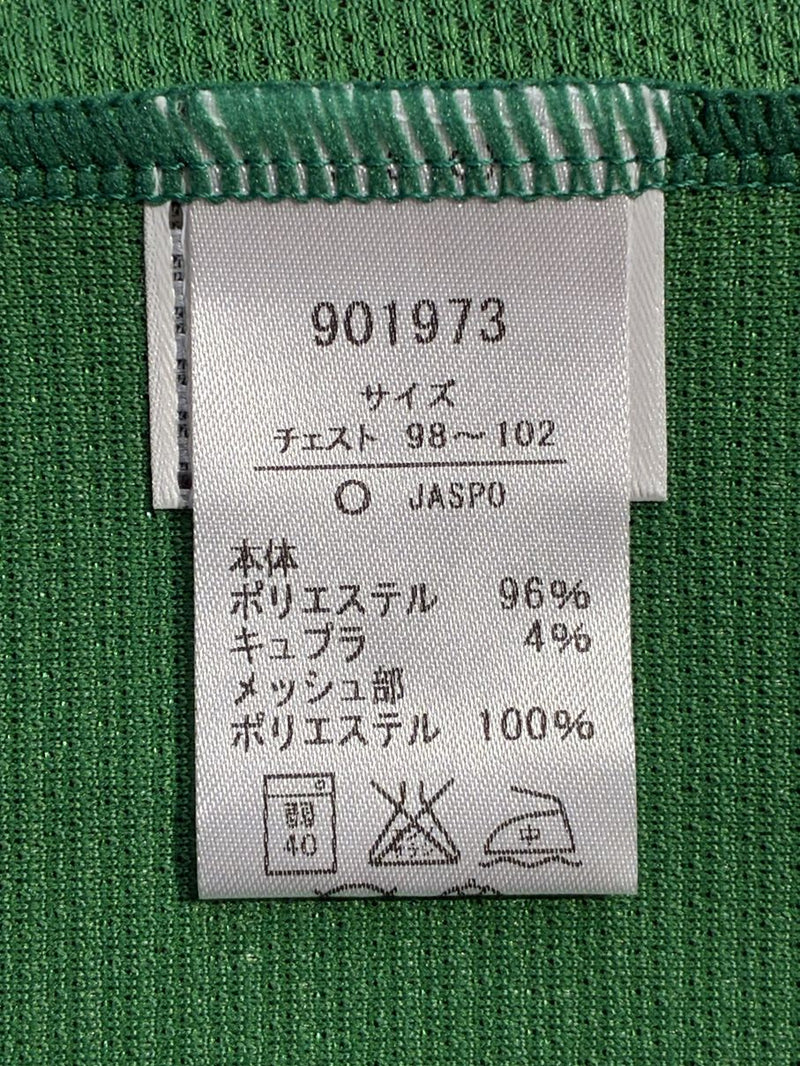 901973
サイズ
チェスト 98～102
O JASPO
本体
ポリエステル 96%
キュプラ 4%
メッシュ部
ポリエステル 100%
弱
40
中